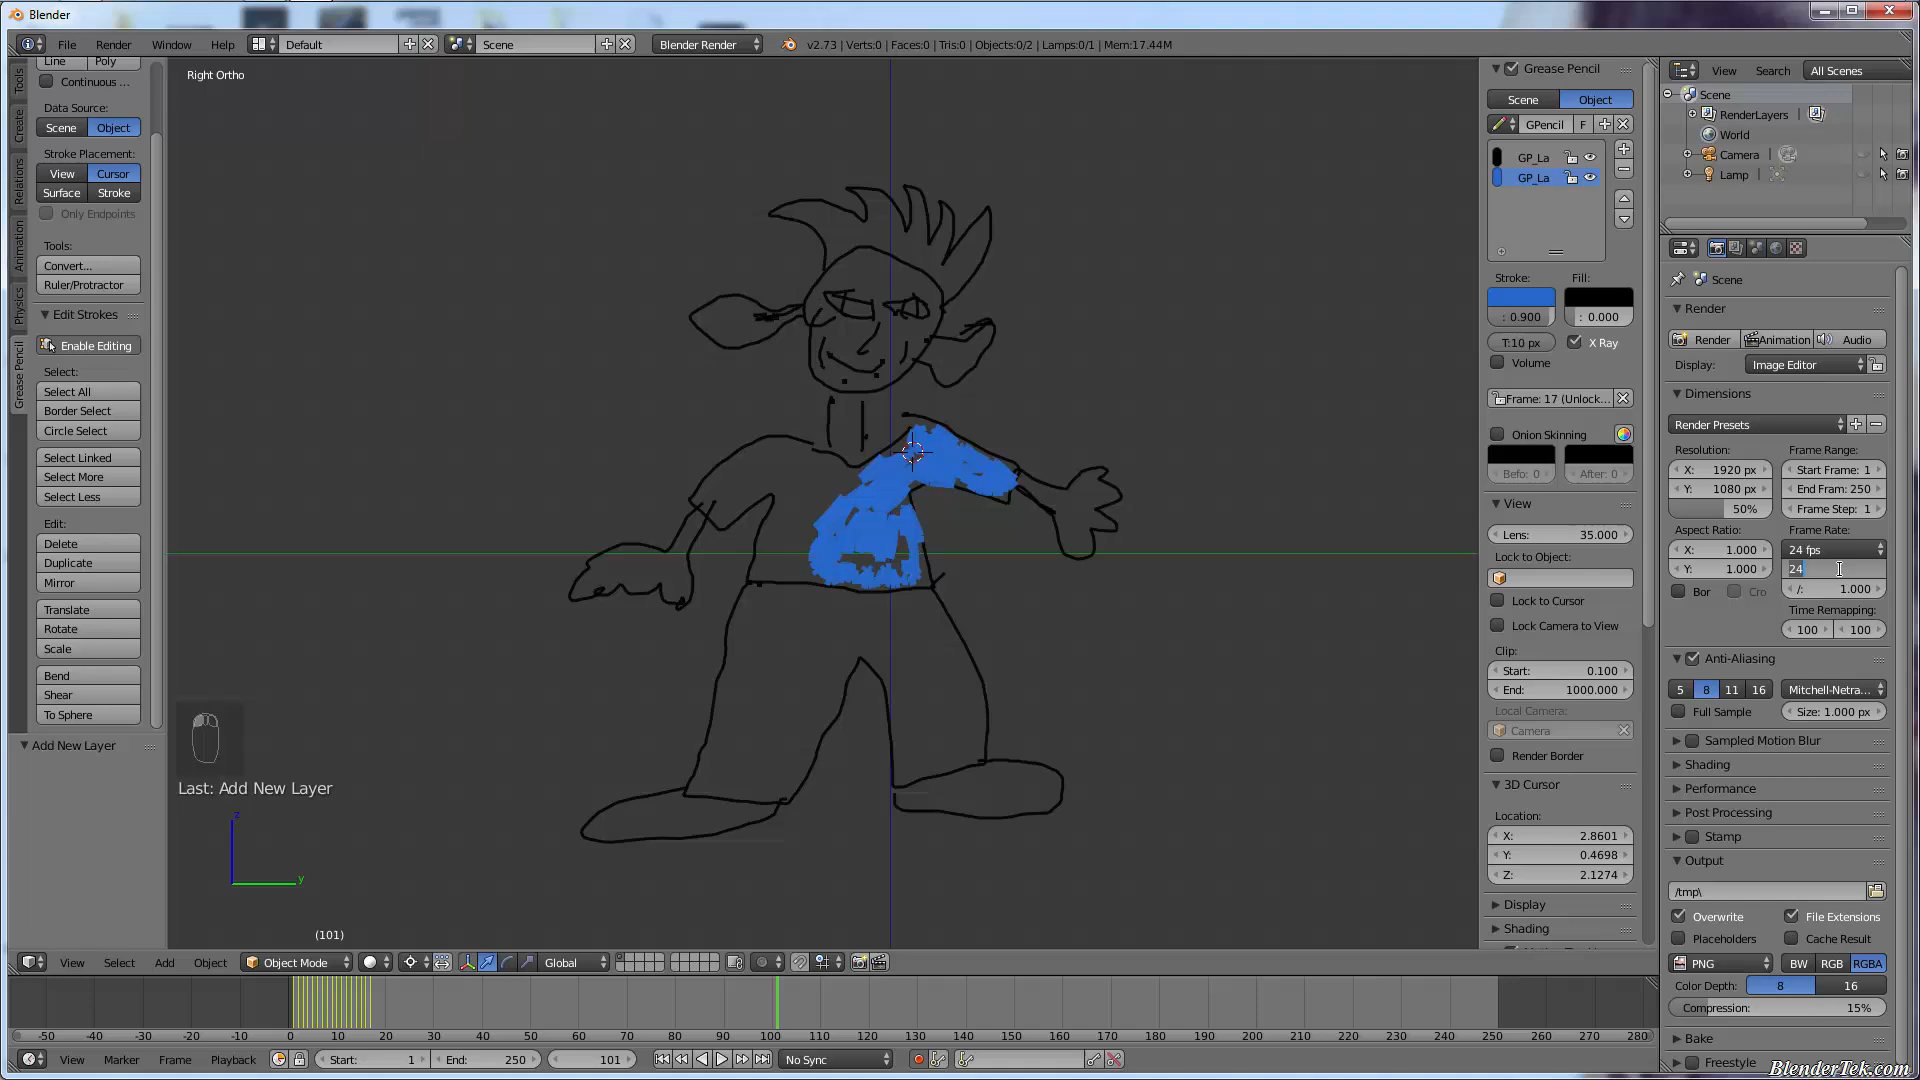 Blender
File Render Window Help Default Scene Blender Render v2.73 | Verts:0 | Faces:0 | Tris:0 | Objects:0/2 | Lamps:0/1 | Mem:17.44M
Tools
Create
Relations
Animation
Physics
Grease Pencil
Line Poly
Continuous ...
Data Source:
Scene Object
Stroke Placement:
View Cursor
Surface Stroke
Only Endpoints
Tools:
Convert...
Ruler/Protractor
Edit Strokes
Enable Editing
Select:
Select All
Border Select
Circle Select
Select Linked
Select More
Select Less
Edit:
Delete
Duplicate
Mirror
Translate
Rotate
Scale
Bend
Shear
To Sphere
Add New Layer
Right Ortho
Last: Add New Layer
z
y
(101)
Grease Pencil
Scene Object
GPencil F
GP_La
GP_La
Stroke: Fill:
: 0.900 : 0.000
T:10 px X Ray
Volume
Frame: 17 (Unlock...
Onion Skinning
Befo: 0 After: 0
View
Lens: 35.000
Lock to Object:
Lock to Cursor
Lock Camera to View
Clip:
Start: 0.100
End: 1000.000
Local Camera:
Camera
Render Border
3D Cursor
Location:
X: 2.8601
Y: 0.4698
Z: 2.1274
Display
Shading
View Search All Scenes
Scene
RenderLayers |
World
Camera |
Lamp |
Scene
Render
Render Animation Audio
Display: Image Editor
Dimensions
Render Presets
Resolution: Frame Range:
X: 1920 px Start Frame: 1
Y: 1080 px End Fram: 250
50% Frame Step: 1
Aspect Ratio: Frame Rate:
X: 1.000 24 fps
Y: 1.000 24
Bor Cro /: 1.000
Time Remapping:
100 100
Anti-Aliasing
5 8 11 16 Mitchell-Netra...
Full Sample Size: 1.000 px
Sampled Motion Blur
Shading
Performance
Post Processing
Stamp
Output
/tmp\
Overwrite File Extensions
Placeholders Cache Result
PNG BW RGB RGBA
Color Depth: 8 16
Compression: 15%
Bake
Freestyle
View Select Add Object Object Mode Global
-50 -40 -30 -20 -10 0 10 20 30 40 50 60 70 80 90 100 110 120 130 140 150 160 170 180 190 200 210 220 230 240 250 260 270 280
View Marker Frame Playback Start: 1 End: 250 101 No Sync
BlenderTek.com